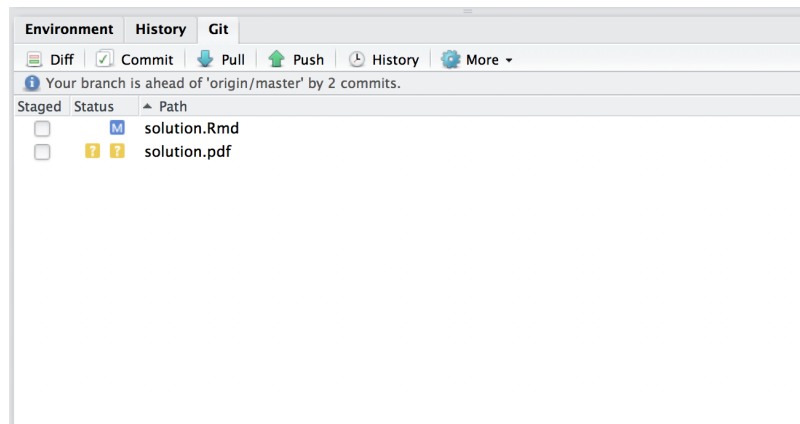 Environment History Git
Diff Commit Pull Push History More
Your branch is ahead of 'origin/master' by 2 commits.
Staged Status Path
M solution.Rmd
? ? solution.pdf